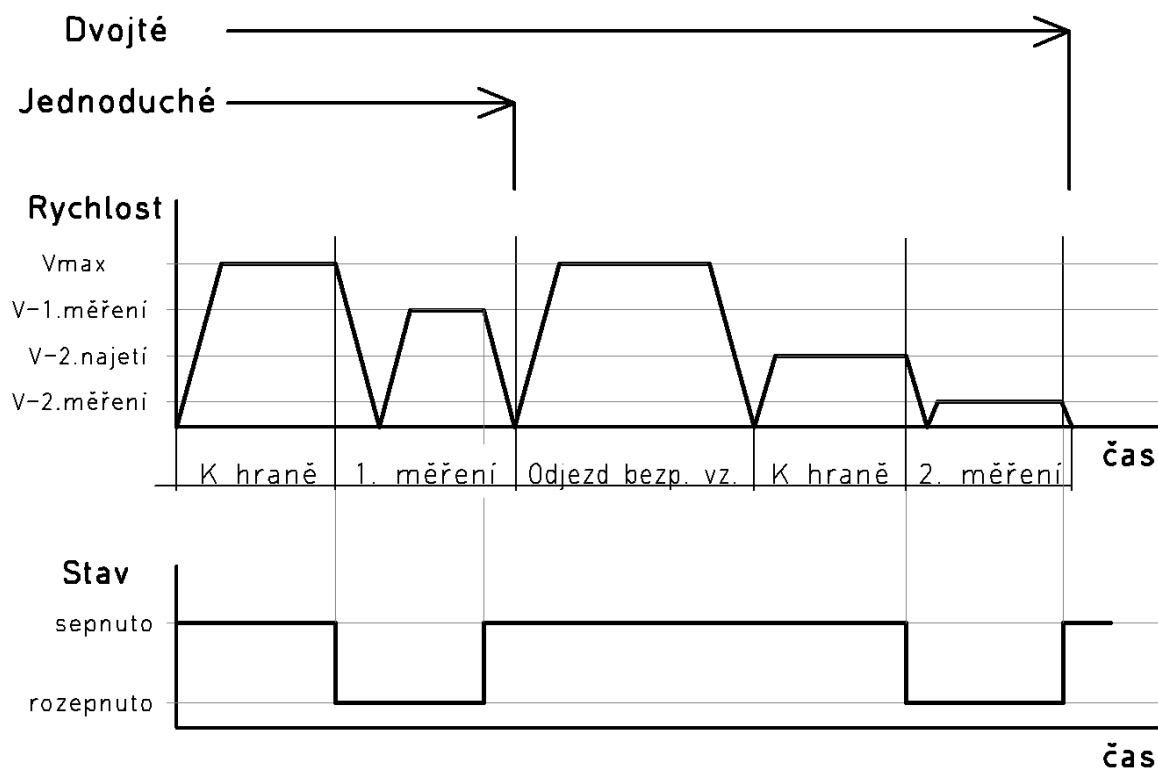 Dvojté
Jednoduché
Rychlost
Vmax
V-1.měření
V-2.najetí
V-2.měření
čas
K hraně 1. měření Odjezd bezp. vz. K hraně 2. měření
Stav
sepnuto
rozepnuto
čas